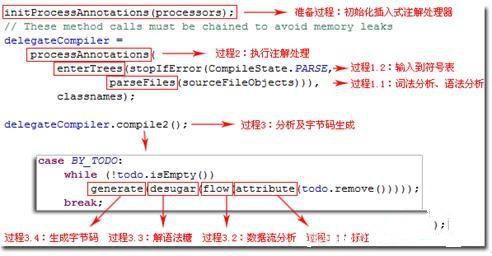 initProcessAnnotations(processors); 准备过程：初始化插入式注解处理器
// These method calls must be chained to avoid memory leaks
delegateCompiler =
processAnnotations( 过程2：执行注解处理
enterTrees(stopIfError(CompileState.PARSE, 过程1.2：输入到符号表
parseFiles(sourceFileObjects))), 过程1.1：词法分析、语法分析
classnames);
delegateCompiler.compile2(); 过程3：分析及字节码生成
case BY_TODO:
while (!todo.isEmpty())
generate(desugar(flow(attribute(todo.remove()))));
break;
);
过程3.4：生成字节码 过程3.3：解语法糖 过程3.2：数据流分析 过程3.1：标注